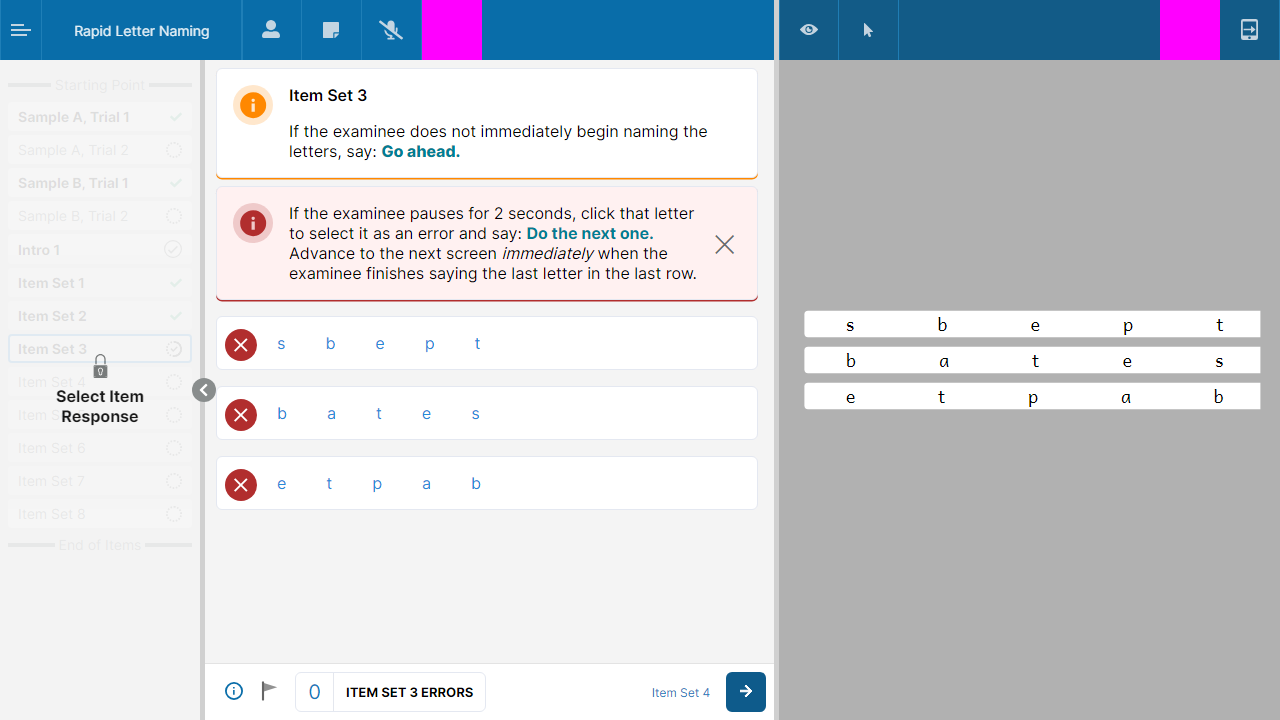 Rapid Letter Naming
Starting Point
Sample A, Trial 1
Sample A, Trial 2
Sample B, Trial 1
Sample B, Trial 2
Intro 1
Item Set 1
Item Set 2
Item Set 3
Item Set 4
Select Item
Response
Item Set 6
Item Set 7
Item Set 8
End of Items
Item Set 3
If the examinee does not immediately begin naming the
letters, say: Go ahead.
If the examinee pauses for 2 seconds, click that letter
to select it as an error and say: Do the next one.
Advance to the next screen immediately when the
examinee finishes saying the last letter in the last row.
s b e p t
b a t e s
e t p a b
0 ITEM SET 3 ERRORS
Item Set 4
s b e p t
b a t e s
e t p a b